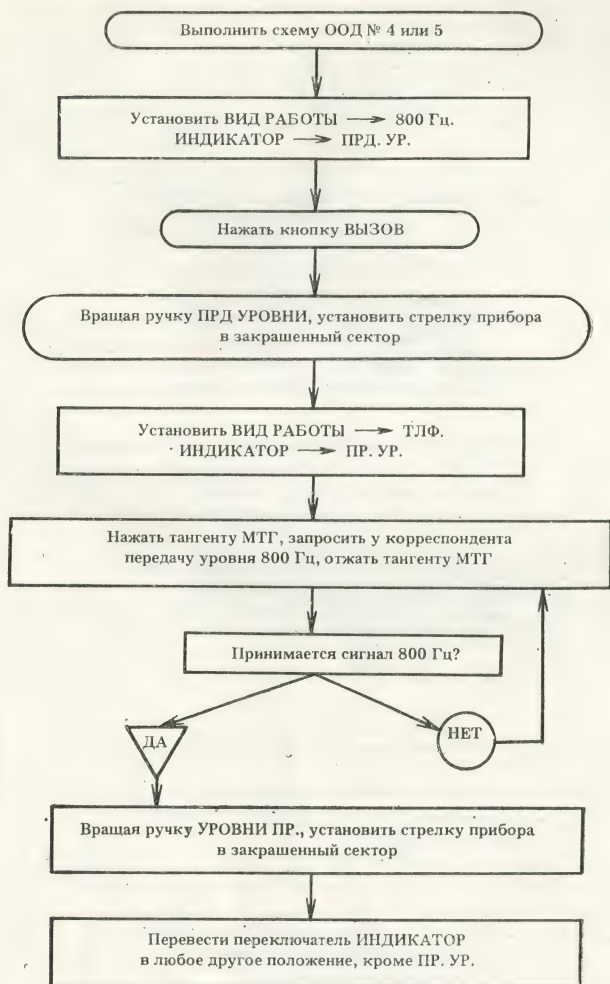 Выполнить схему ООД № 4 или 5
Установить ВИД РАБОТЫ → 800 Гц.
ИНДИКАТОР → ПРД. УР.
Нажать кнопку ВЫЗОВ
Вращая ручку ПРД УРОВНИ, установить стрелку прибора
в закрашенный сектор
Установить ВИД РАБОТЫ → ТЛФ.
ИНДИКАТОР → ПР. УР.
Нажать тангенту МТГ, запросить у корреспондента
передачу уровня 800 Гц, отжать тангенту МТГ
Принимается сигнал 800 Гц?
ДА
НЕТ
Вращая ручку УРОВНИ ПР., установить стрелку прибора
в закрашенный сектор
Перевести переключатель ИНДИКАТОР
в любое другое положение, кроме ПР. УР.